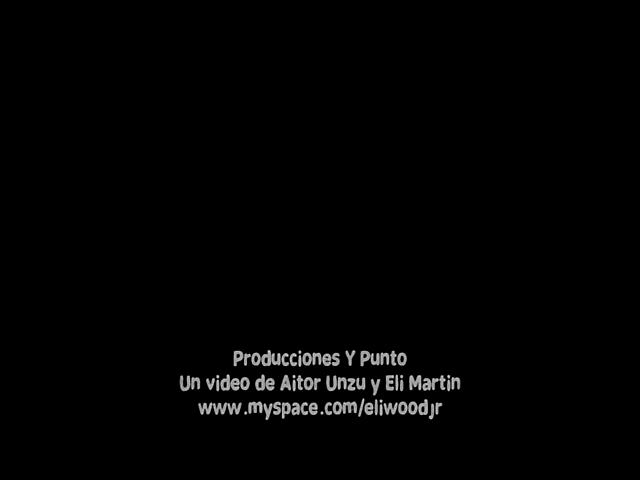 Producciones Y Punto
Un video de Aitor Unzu y Eli Martin
www.myspace.com/eliwoodjr